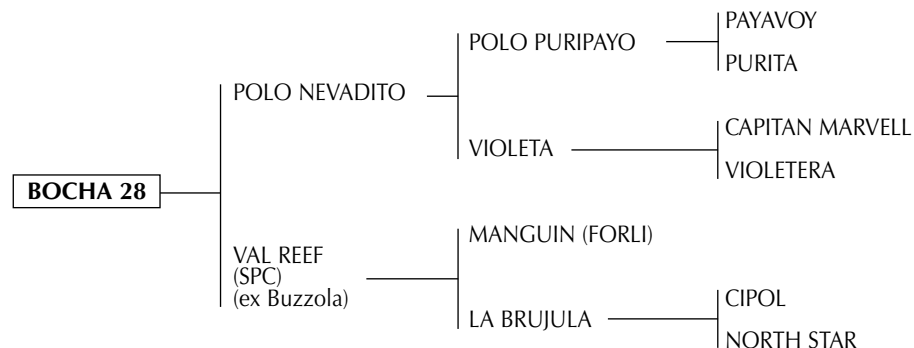 BOCHA 28
POLO NEVADITO
VAL REEF
(SPC)
(ex Buzzola)
POLO PURIPAYO
VIOLETA
MANGUIN (FORLI)
LA BRUJULA
PAYAVOY
PURITA
CAPITAN MARVELL
VIOLETERA
CIPOL
NORTH STAR